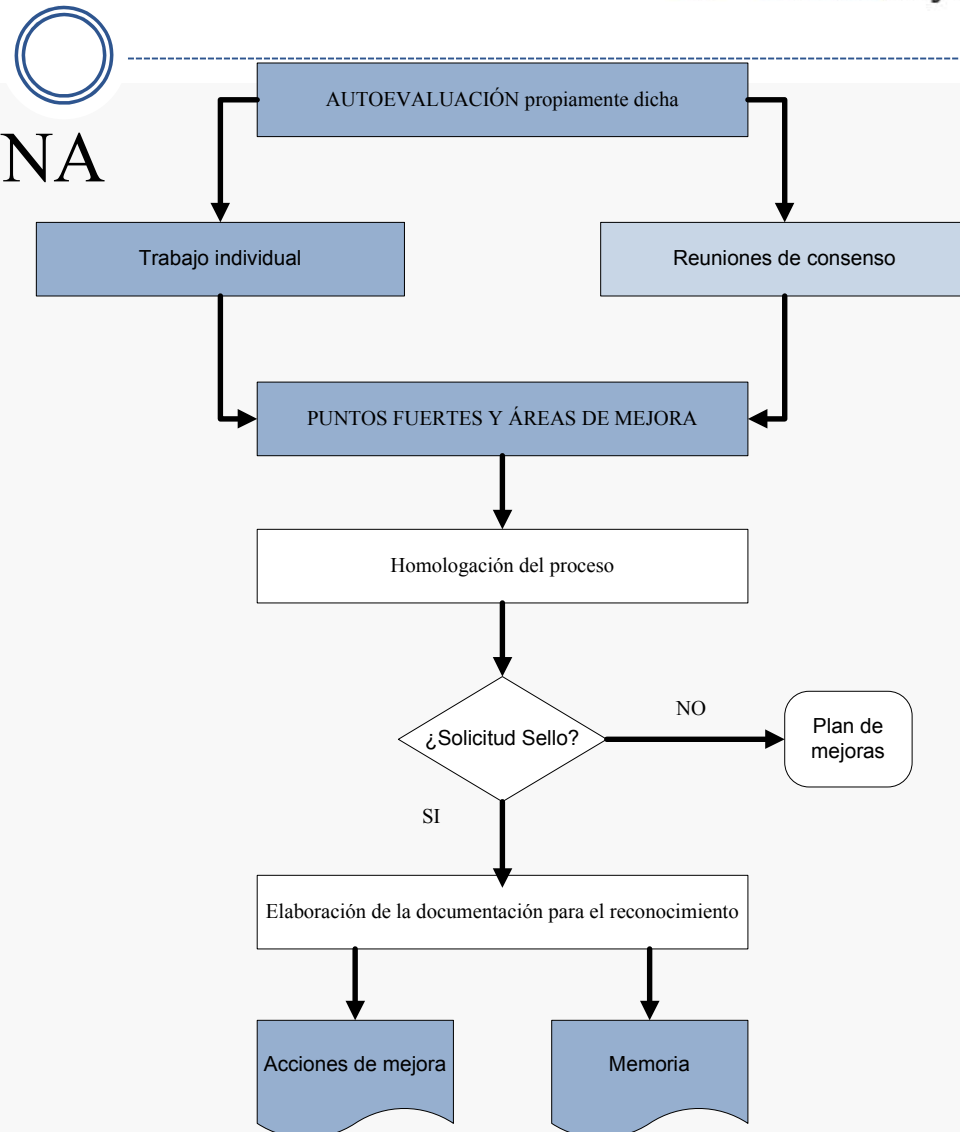 AUTOEVALUACIÓN propiamente dicha
NA
Trabajo individual
Reuniones de consenso
PUNTOS FUERTES Y ÁREAS DE MEJORA
Homologación del proceso
¿Solicitud Sello?
NO
Plan de
mejoras
SI
Elaboración de la documentación para el reconocimiento
Acciones de mejora
Memoria